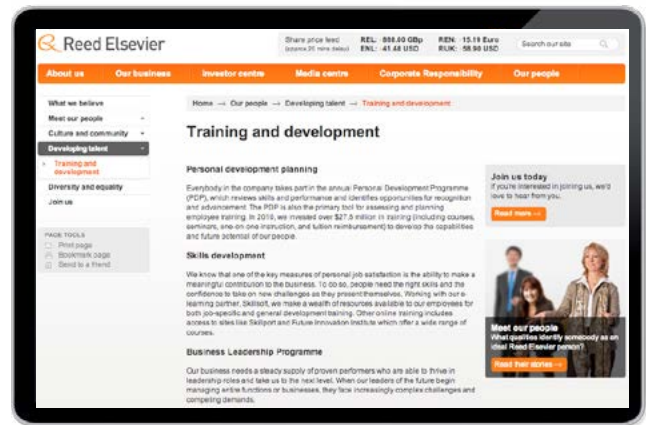 Reed Elsevier
Share price feed
(approx 20 mins delay)
REL: -888.00 GBp
ENL: -41.48 USD
REN: -15.19 Euro
RUK: -58.90 USD
Search our site
About us
Our business
Investor centre
Media centre
Corporate Responsibility
Our people
What we believe
Meet our people
Culture and community
Developing talent
Training and
development
Diversity and equality
Join us
PAGE TOOLS
Print page
Bookmark page
Send to a friend
Home → Our people → Developing talent → Training and development
Training and development
Personal development planning
Everybody in the company takes part in the annual Personal Development Programme
(PDP), which reviews skills and performance and identifies opportunities for recognition
and advancement. The PDP is also the primary tool for assessing and planning
employee training. In 2010, we invested over $27.5 million in training (including courses,
seminars, one-on-one instruction, and tuition reimbursement) to develop the capabilities
and future potential of our people.
Skills development
We know that one of the key measures of personal job satisfaction is the ability to make a
meaningful contribution to the business. To do so, people need the right skills and the
confidence to take on new challenges as they present themselves. Working with our e-
learning partner, Skillsoft, we make a wealth of resources available to our employees for
both job-specific and general development training. Other online training includes
access to sites like Skillport and Future Innovation Institute which offer a wide range of
courses.
Business Leadership Programme
Our business needs a steady supply of proven performers who are able to thrive in
leadership roles and take us to the next level. When our leaders of the future begin
managing entire functions or businesses, they face increasingly complex challenges and
competing demands.
Join us today
If you're interested in joining us, we'd
love to hear from you.
Read more →
Meet our people
What qualities identify somebody as an
ideal Reed Elsevier person?
Read their stories →